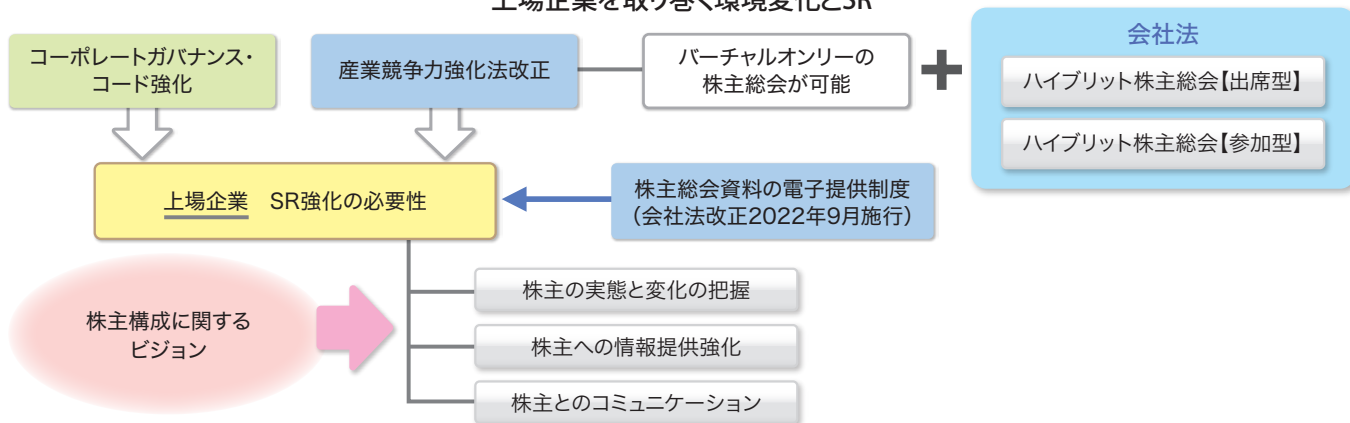 上場企業を取り巻く環境変化とSR
コーポレートガバナンス・
コード強化
産業競争力強化法改正
バーチャルオンリーの
株主総会が可能
+
会社法
ハイブリット株主総会【出席型】
ハイブリット株主総会【参加型】
上場企業 SR強化の必要性
株主総会資料の電子提供制度
(会社法改正2022年9月施行)
株主構成に関する
ビジョン
株主の実態と変化の把握
株主への情報提供強化
株主とのコミュニケーション